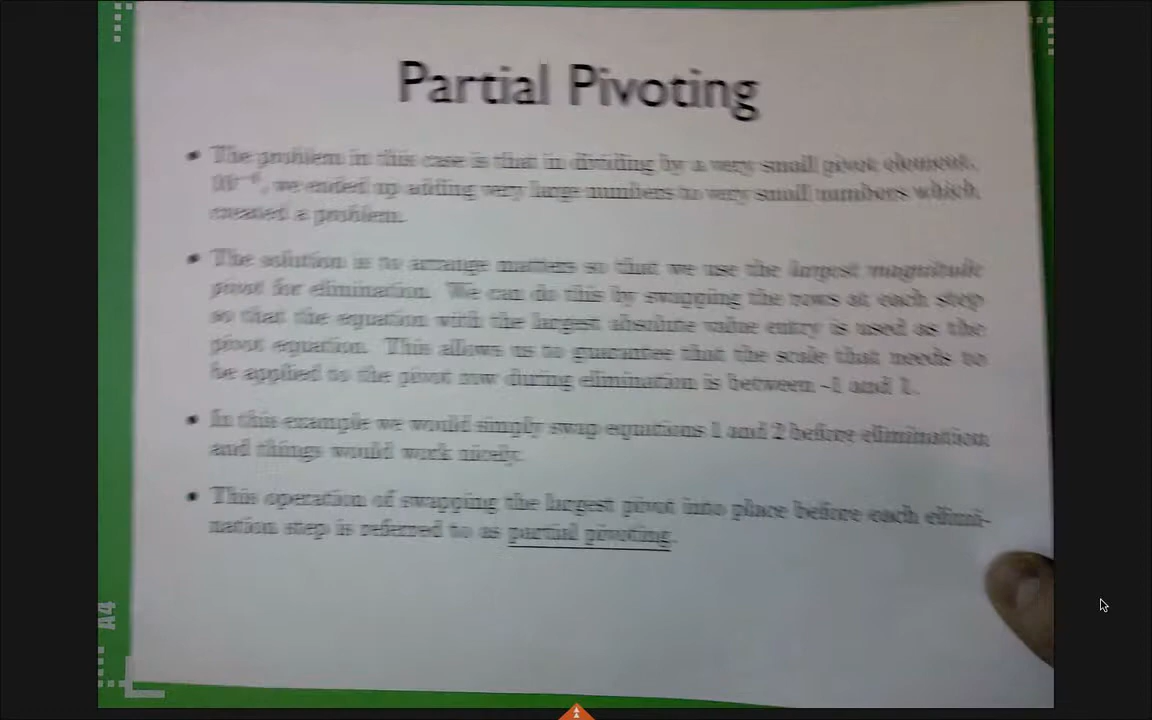 Partial Pivoting
• The problem in this case is that in dividing by a very small pivot element,
we ended up adding very large numbers to very small numbers which
created a problem.
• The solution is to arrange matters so that we use the largest magnitude
pivot for elimination. We can do this by swapping the rows at each step
so that the equation with the largest absolute value entry is used as the
pivot equation. This allows us to guarantee that the scale that needs to
be applied to the pivot row during elimination is between -1 and 1.
• In this example we would simply swap equations 1 and 2 before elimination
and things would work nicely.
• This operation of swapping the largest pivot into place before each elimi-
nation step is referred to as partial pivoting.
A4